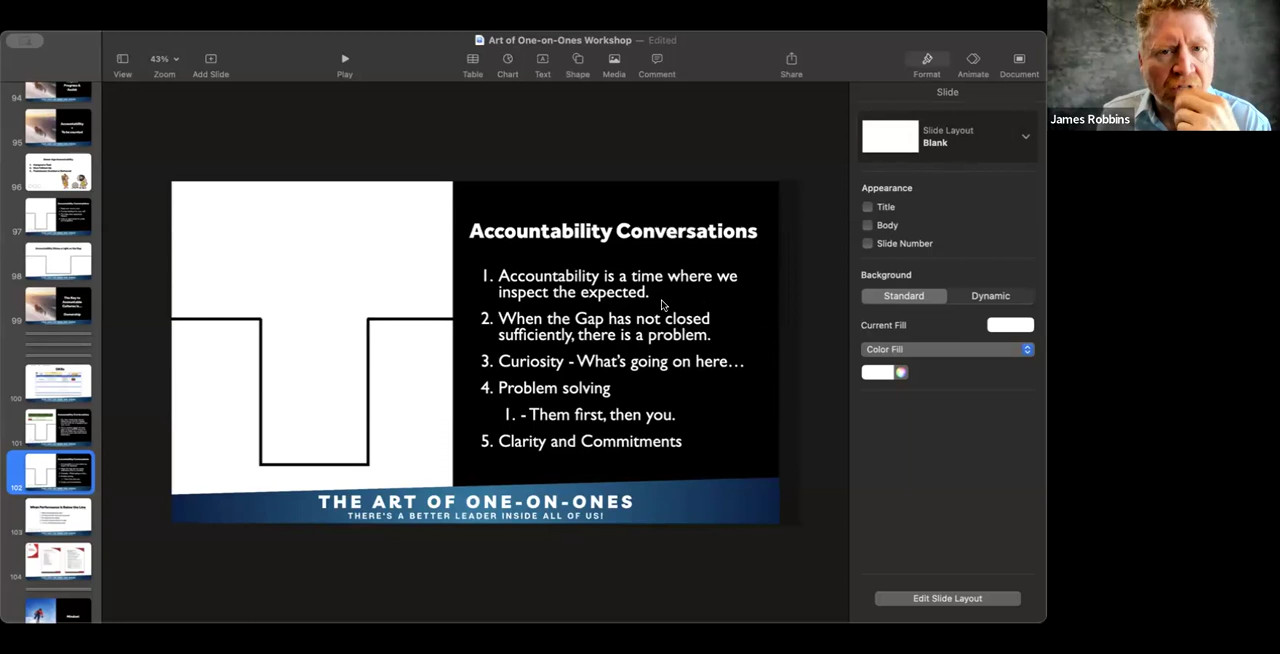 Art of One-on-Ones Workshop — Edited
43%
View
Zoom
Add Slide
Play
Table
Chart
Text
Shape
Media
Comment
Share
Format
Animate
Document
James Robbins
94
95
96
97
98
99
100
101
102
103
104
Accountability Conversations
1. Accountability is a time where we
inspect the expected.
2. When the Gap has not closed
sufficiently, there is a problem.
3. Curiosity - What's going on here…
4. Problem solving
1. - Them first, then you.
5. Clarity and Commitments
THE ART OF ONE-ON-ONES
THERE'S A BETTER LEADER INSIDE ALL OF US!
Slide
Slide Layout
Blank
Appearance
Title
Body
Slide Number
Background
Standard
Dynamic
Current Fill
Color Fill
Edit Slide Layout